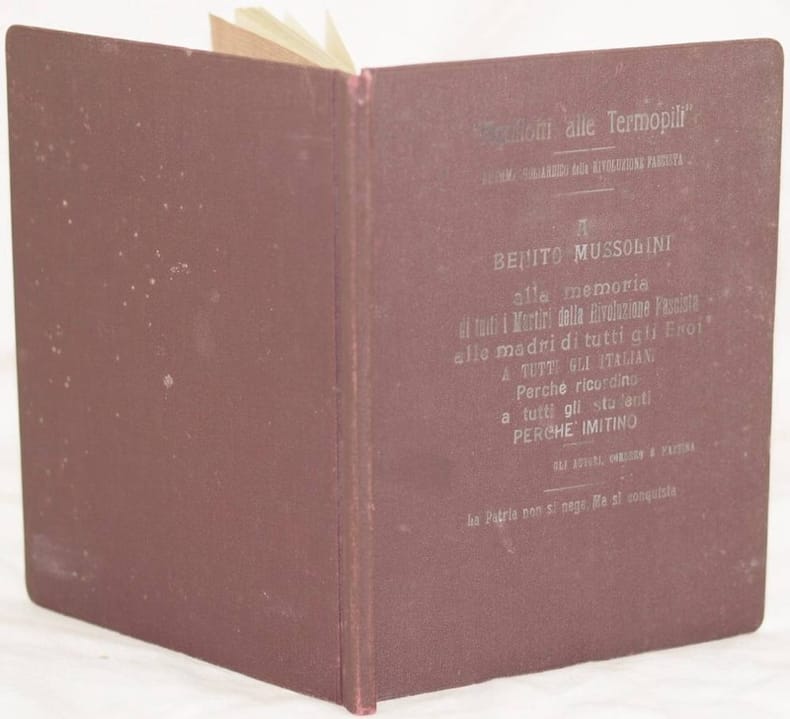 alle Termopili"
GOLIARDICO della RIVOLUZIONE FASCISTA
A
BENITO MUSSOLINI
alla memoria
di tutti i Martiri della Rivoluzione Fascista
alle madri di tutti gli Eroi
A TUTTI GLI ITALIANI
Perchè ricordino
a tutti gli studenti
PERCHE' IMITINO
GLI AUTORI, E
La Patria non si nega, Ma si conquista